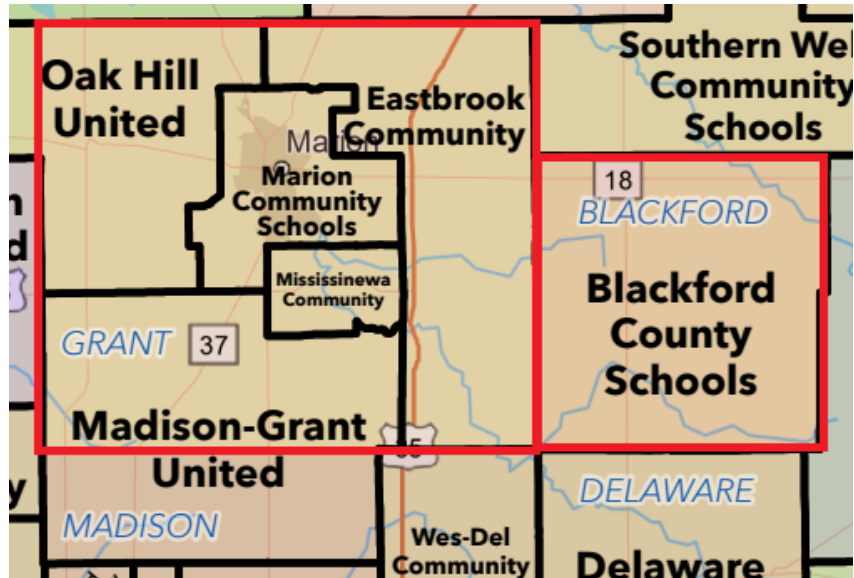 Oak Hill
United
Eastbrook
Community
Southern We
Community
Schools
Marion
Marion
Community
Schools
18
BLACKFORD
n
d
Mississinewa
Community
Blackford
County
Schools
GRANT
37
Madison-Grant
United
35
y
MADISON
DELAWARE
Wes-Del
Community
Delaware